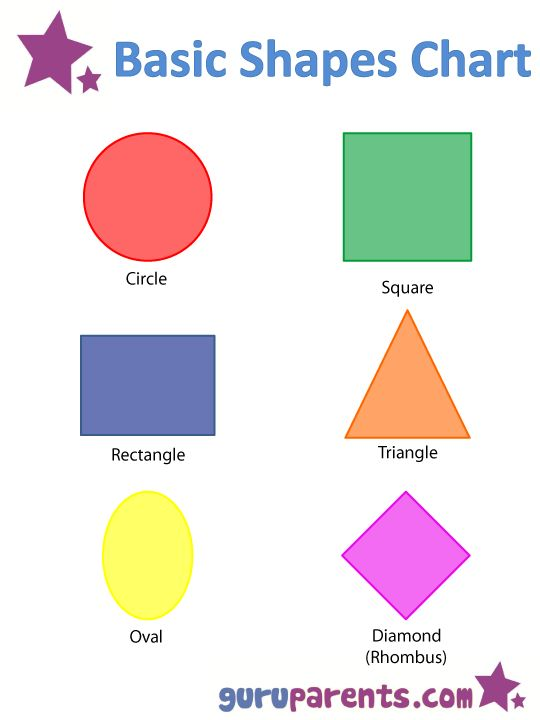 Basic Shapes Chart
Circle
Square
Rectangle
Triangle
Oval
Diamond
(Rhombus)
guruparents.com